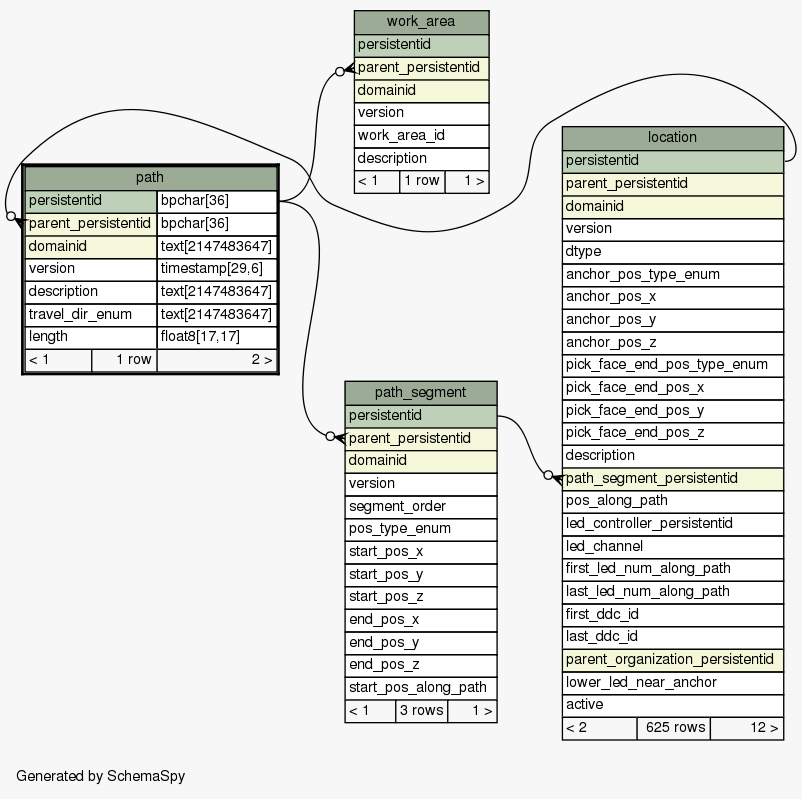 work_area
persistentid
parent_persistentid
domainid
version
work_area_id
description
< 1 1 row 1 >
location
persistentid
parent_persistentid
domainid
version
dtype
anchor_pos_type_enum
anchor_pos_x
anchor_pos_y
anchor_pos_z
pick_face_end_pos_type_enum
pick_face_end_pos_x
pick_face_end_pos_y
pick_face_end_pos_z
description
path_segment_persistentid
pos_along_path
led_controller_persistentid
led_channel
first_led_num_along_path
last_led_num_along_path
first_ddc_id
last_ddc_id
parent_organization_persistentid
lower_led_near_anchor
active
< 2 625 rows 12 >
path
persistentid bpchar[36]
parent_persistentid bpchar[36]
domainid text[2147483647]
version timestamp[29,6]
description text[2147483647]
travel_dir_enum text[2147483647]
length float8[17,17]
< 1 1 row 2 >
path_segment
persistentid
parent_persistentid
domainid
version
segment_order
pos_type_enum
start_pos_x
start_pos_y
start_pos_z
end_pos_x
end_pos_y
end_pos_z
start_pos_along_path
< 1 3 rows 1 >
Generated by SchemaSpy